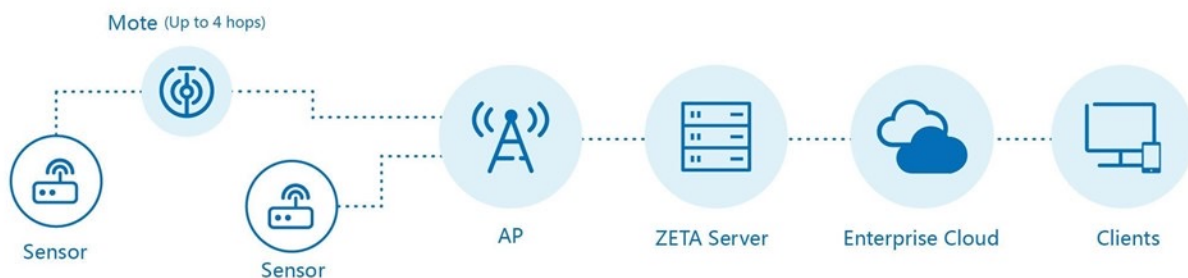 Mote (Up to 4 hops)
Sensor
Sensor
AP
ZETA Server
Enterprise Cloud
Clients